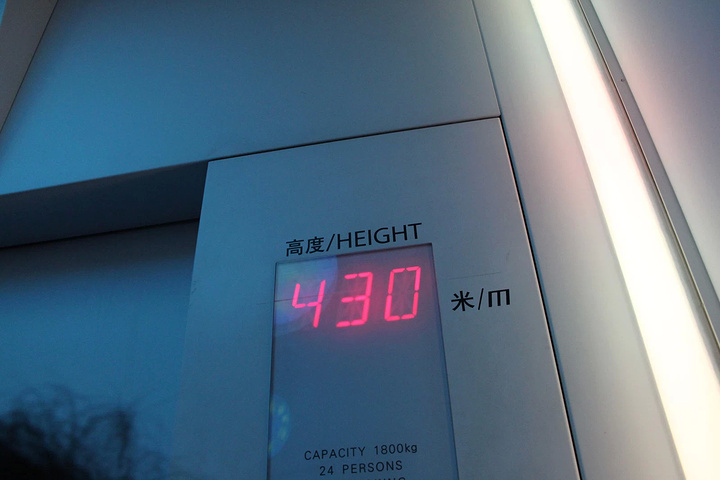 高度/HEIGHT
430
米/m
CAPACITY 1800kg
24 PERSONS